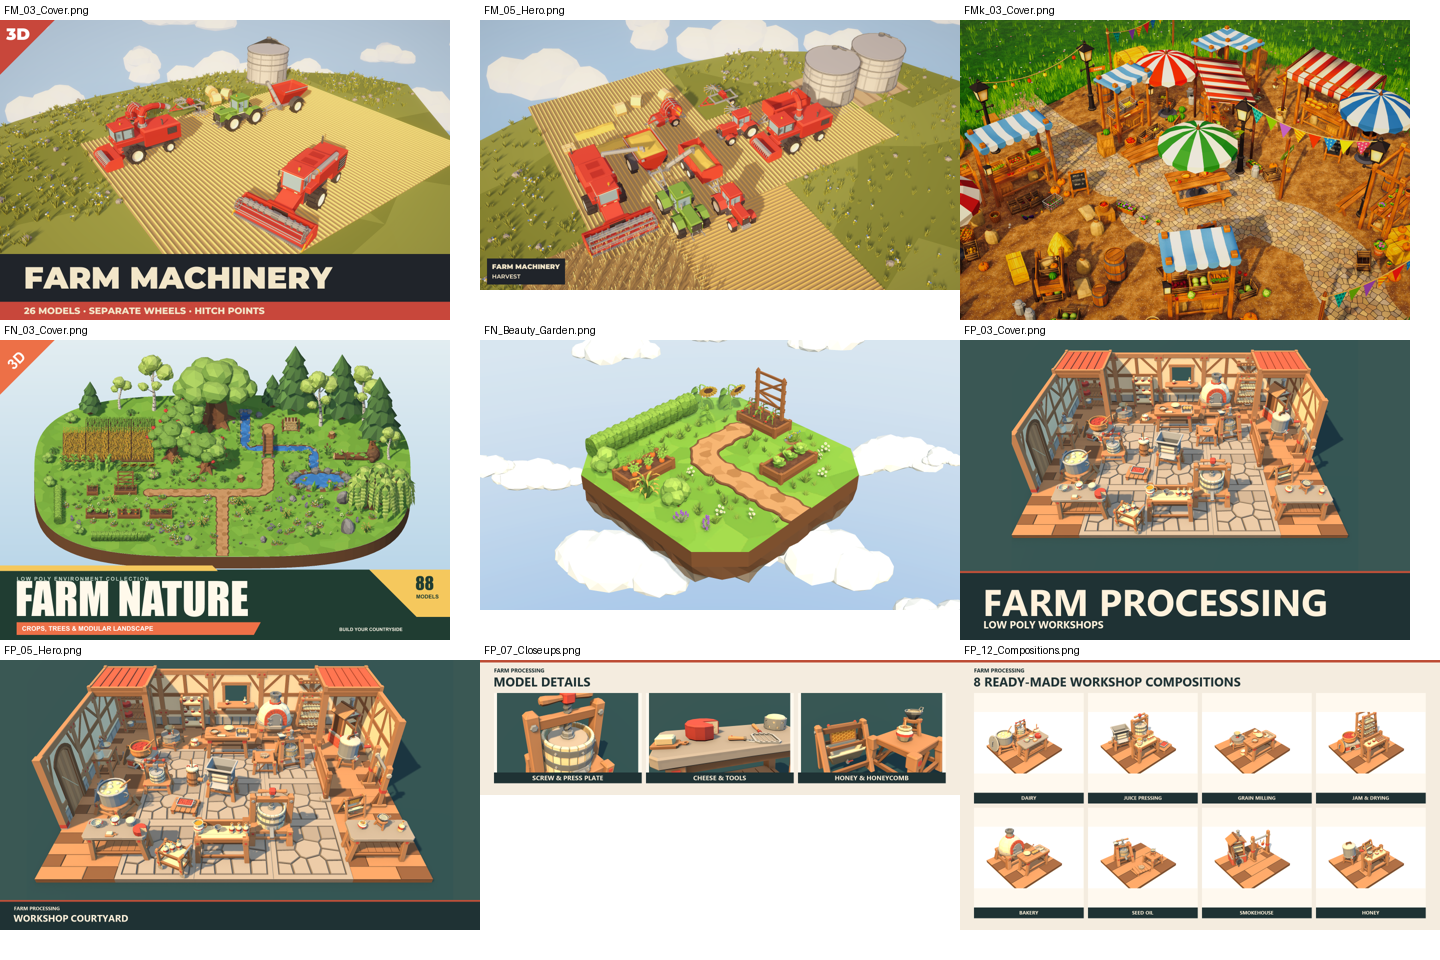 FM_03_Cover.png
3D
FARM MACHINERY
26 MODELS • SEPARATE WHEELS • HITCH POINTS
FM_05_Hero.png
FARM MACHINERY
HARVEST
FMk_03_Cover.png
FN_03_Cover.png
3D
LOW POLY ENVIRONMENT COLLECTION
FARM NATURE
CROPS, TREES & MODULAR LANDSCAPE
88
MODELS
BUILD YOUR COUNTRYSIDE
FN_Beauty_Garden.png
FP_03_Cover.png
FARM PROCESSING
LOW POLY WORKSHOPS
FP_05_Hero.png
FARM PROCESSING
WORKSHOP COURTYARD
FP_07_Closeups.png
FARM PROCESSING
MODEL DETAILS
SCREW & PRESS PLATE
CHEESE & TOOLS
HONEY & HONEYCOMB
FP_12_Compositions.png
FARM PROCESSING
8 READY-MADE WORKSHOP COMPOSITIONS
DAIRY
JUICE PRESSING
GRAIN MILLING
JAM & DRYING
BAKERY
SEED OIL
SMOKEHOUSE
HONEY